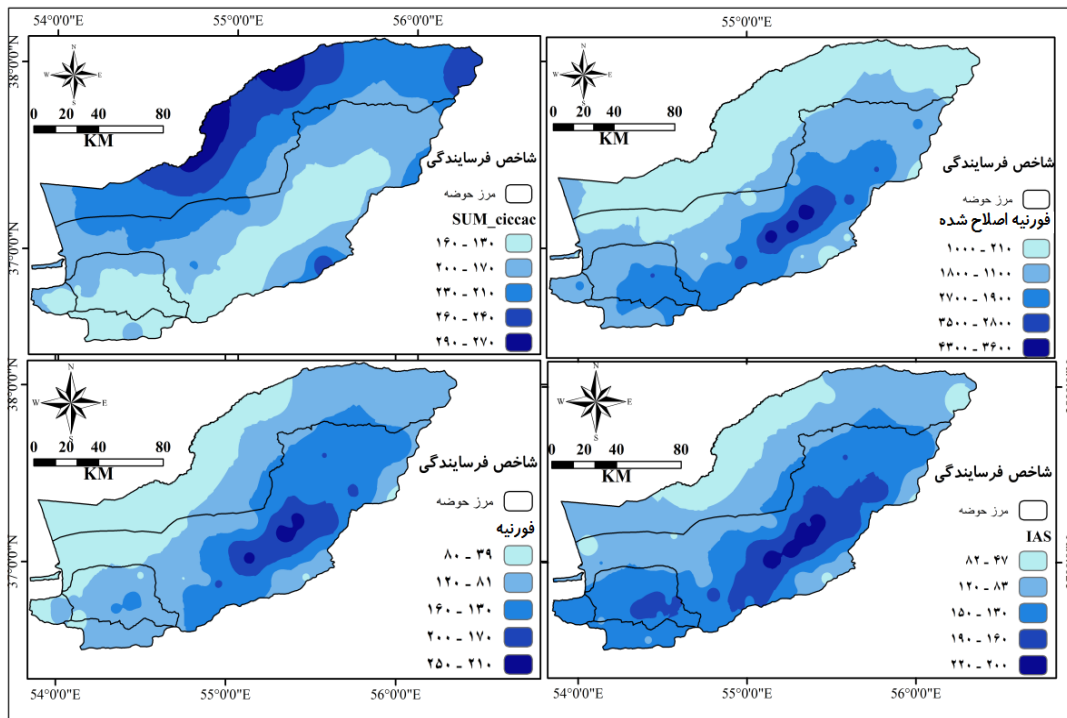 54°0'0"E 55°0'0"E 56°0'0"E
38°0'0"N
37°0'0"N
N
W E
S
0 20 40 80
KM
شاخص فرسایندگی
مرز حوضه
SUM_ciccac
۱۶۰ - ۱۳۰
۲۰۰ - ۱۷۰
۲۳۰ - ۲۱۰
۲۶۰ - ۲۴۰
۲۹۰ - ۲۷۰
55°0'0"E
N
W E
S
0 20 40 80
KM
شاخص فرسایندگی
مرز حوضه
فورنیه اصلاح شده
۱۰۰۰ - ۲۱۰
۱۸۰۰ - ۱۱۰۰
۲۷۰۰ - ۱۹۰۰
۳۵۰۰ - ۲۸۰۰
۴۳۰۰ - ۳۶۰۰
38°0'0"N
37°0'0"N
N
W E
S
0 20 40 80
KM
شاخص فرسایندگی
مرز حوضه
فورنیه
۸۰ - ۳۹
۱۲۰ - ۸۱
۱۶۰ - ۱۳۰
۲۰۰ - ۱۷۰
۲۵۰ - ۲۱۰
54°0'0"E 55°0'0"E 56°0'0"E
N
W E
S
0 20 40 80
KM
شاخص فرسایندگی
مرز حوضه
IAS
۸۲ - ۴۷
۱۲۰ - ۸۳
۱۵۰ - ۱۳۰
۱۹۰ - ۱۶۰
۲۲۰ - ۲۰۰
54°0'0"E 55°0'0"E 56°0'0"E